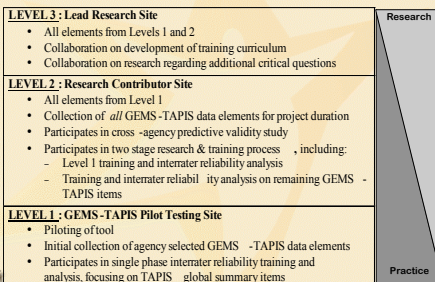 LEVEL 3 : Lead Research Site
• All elements from Levels 1 and 2
• Collaboration on development of training curriculum
• Collaboration on research regarding additional critical questions
LEVEL 2 : Research Contributor Site
• All elements from Level 1
• Collection of all GEMS -TAPIS data elements for project duration
• Participates in cross -agency predictive validity study
• Participates in two stage research & training process , including:
– Level 1 training and interrater reliability analysis
– Training and interrater reliabil ity analysis on remaining GEMS -
TAPIS items
LEVEL 1 : GEMS -TAPIS Pilot Testing Site
• Piloting of tool
• Initial collection of agency selected GEMS -TAPIS data elements
• Participates in single phase interrater reliability training and
analysis, focusing on TAPIS global summary items
Research
Practice